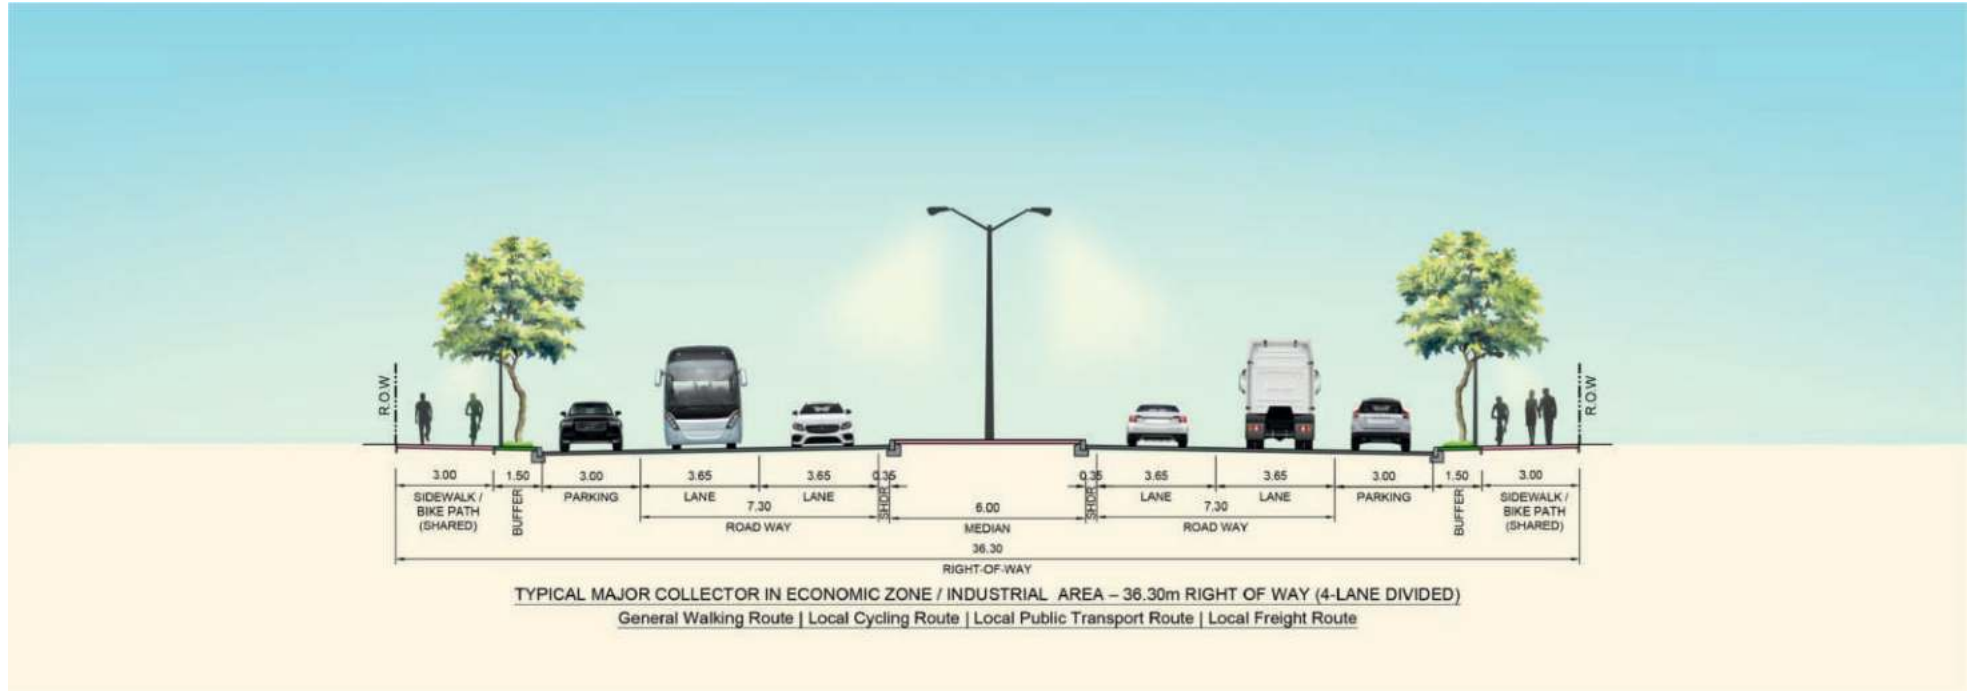 R.O.W
R.O.W
3.00 1.50 3.00 3.65 3.65 0.35 0.35 3.65 3.65 3.00 1.50 3.00
SIDEWALK /
BIKE PATH
(SHARED)
BUFFER
PARKING
LANE
LANE
SHDR
SHDR
LANE
LANE
PARKING
BUFFER
SIDEWALK /
BIKE PATH
(SHARED)
7.30 6.00 7.30
ROAD WAY MEDIAN ROAD WAY
36.30
RIGHT-OF-WAY
TYPICAL MAJOR COLLECTOR IN ECONOMIC ZONE / INDUSTRIAL AREA – 36.30m RIGHT OF WAY (4-LANE DIVIDED)
General Walking Route | Local Cycling Route | Local Public Transport Route | Local Freight Route